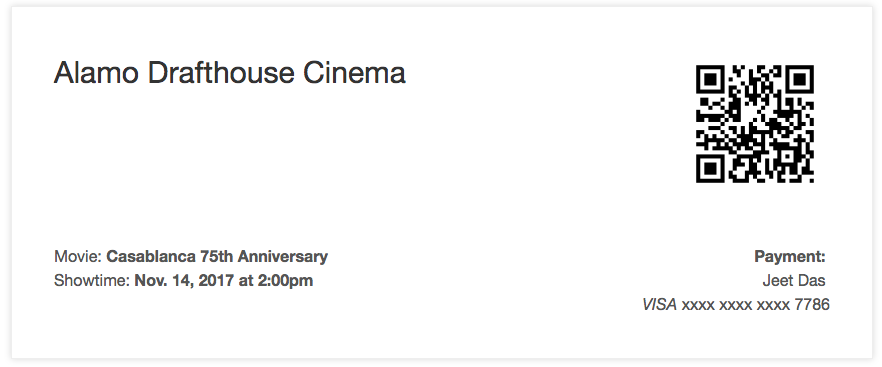 Alamo Drafthouse Cinema
Movie: Casablanca 75th Anniversary
Showtime: Nov. 14, 2017 at 2:00pm
Payment:
Jeet Das
VISA xxxx xxxx xxxx 7786